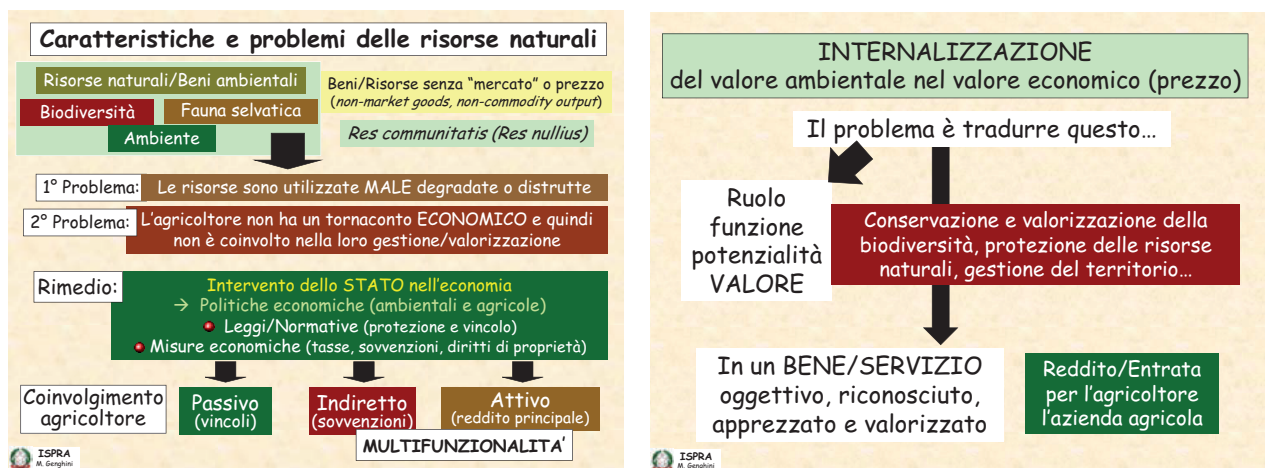 Caratteristiche e problemi delle risorse naturali
Risorse naturali/Beni ambientali
Biodiversità
Fauna selvatica
Ambiente
Beni/Risorse senza “mercato” o prezzo
(non-market goods, non-commodity output)
Res communitatis (Res nullius)
1° Problema:
Le risorse sono utilizzate MALE degradate o distrutte
2° Problema:
L’agricoltore non ha un tornaconto ECONOMICO e quindi
non è coinvolto nella loro gestione/valorizzazione
Rimedio:
Intervento dello STATO nell’economia
→ Politiche economiche (ambientali e agricole)
Leggi/Normative (protezione e vincolo)
Misure economiche (tasse, sovvenzioni, diritti di proprietà)
Coinvolgimento
agricoltore
Passivo
(vincoli)
Indiretto
(sovvenzioni)
Attivo
(reddito principale)
MULTIFUNZIONALITA’
ISPRA
M. Genghini
INTERNALIZZAZIONE
del valore ambientale nel valore economico (prezzo)
Il problema è tradurre questo…
Ruolo
funzione
potenzialità
VALORE
Conservazione e valorizzazione della
biodiversità, protezione delle risorse
naturali, gestione del territorio…
In un BENE/SERVIZIO
oggettivo, riconosciuto,
apprezzato e valorizzato
Reddito/Entrata
per l’agricoltore
l’azienda agricola
ISPRA
M. Genghini